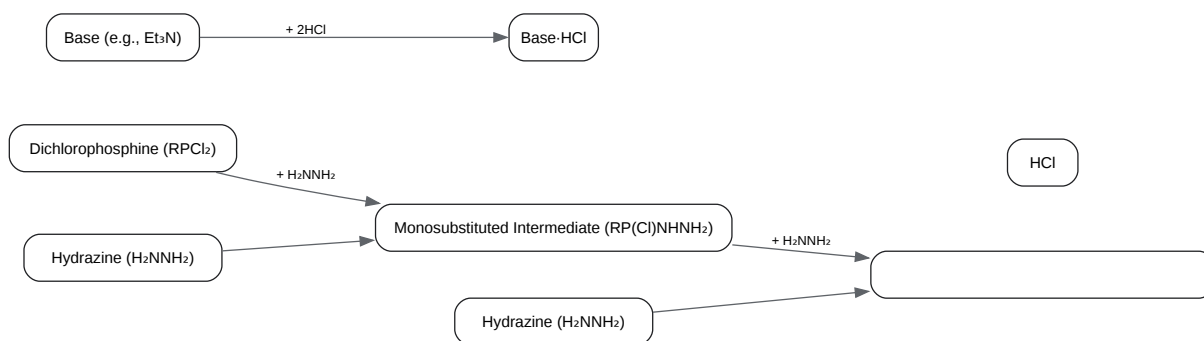 Base (e.g., Et₃N)
+ 2HCl
Base·HCl
Dichlorophosphine (RPCl₂)
+ H₂NNH₂
HCl
Monosubstituted Intermediate (RP(Cl)NHNH₂)
+ H₂NNH₂
Hydrazine (H₂NNH₂)
Hydrazine (H₂NNH₂)